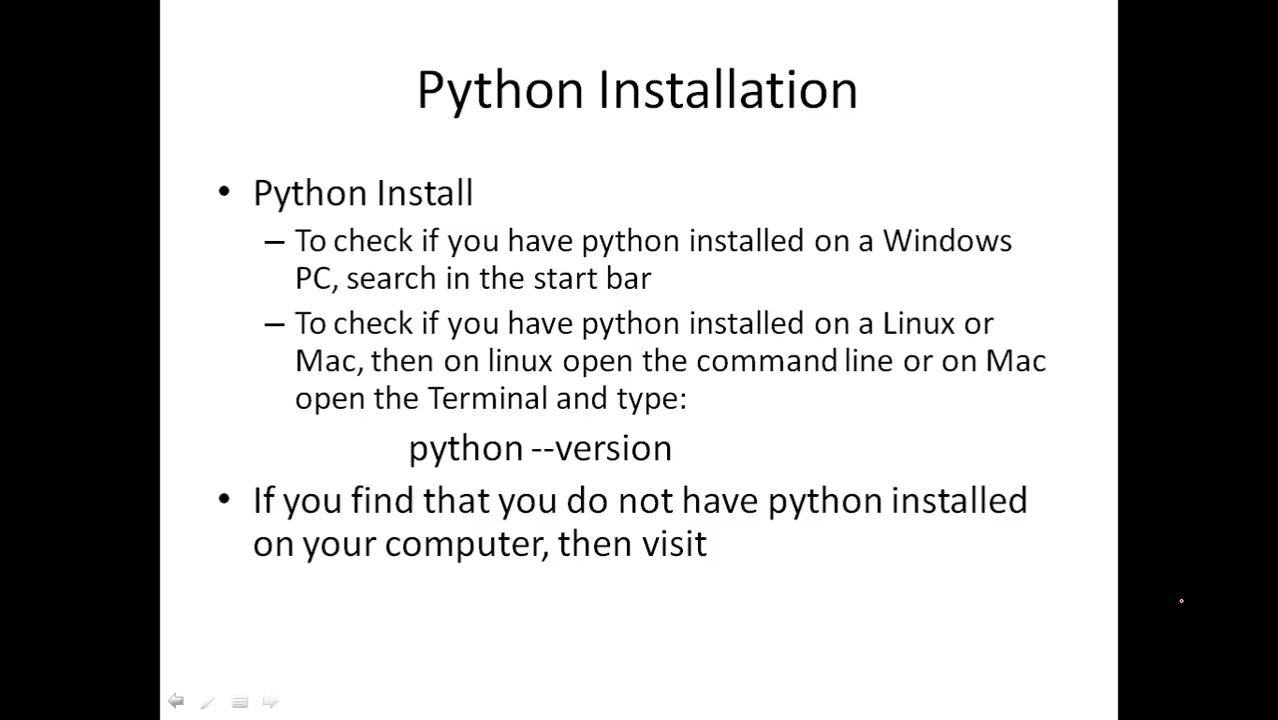 Python Installation
• Python Install
– To check if you have python installed on a Windows
PC, search in the start bar
– To check if you have python installed on a Linux or
Mac, then on linux open the command line or on Mac
open the Terminal and type:
python --version
• If you find that you do not have python installed
on your computer, then visit